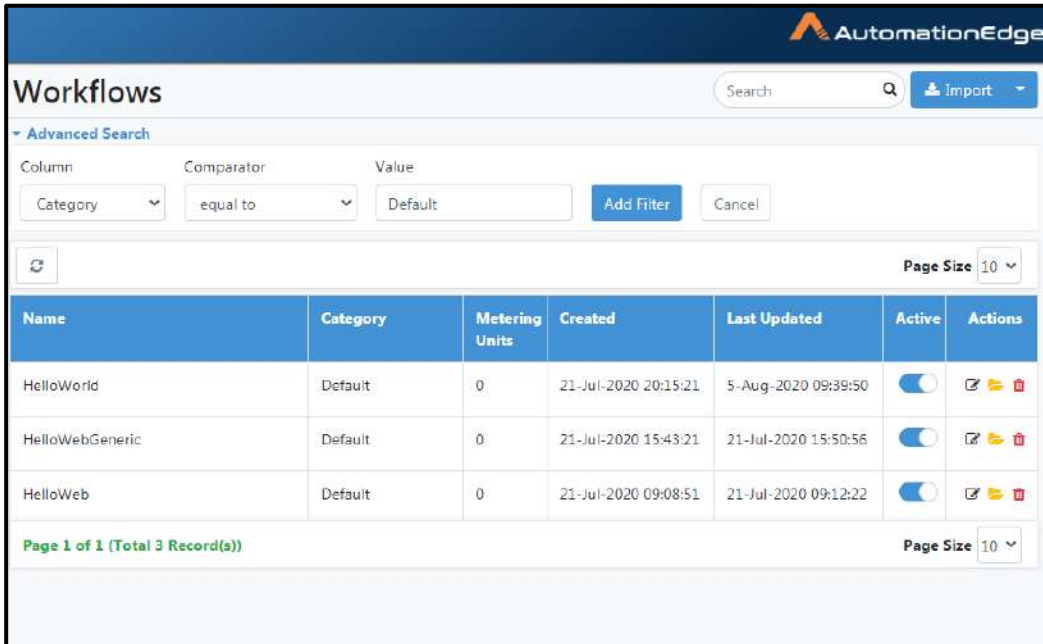 AutomationEdge
Workflows
Search
Import
Advanced Search
Column Comparator Value
Category equal to Default Add Filter Cancel
Page Size 10
Name Category Metering Units Created Last Updated Active Actions
HelloWorld Default 0 21-Jul-2020 20:15:21 5-Aug-2020 09:39:50
HelloWebGeneric Default 0 21-Jul-2020 15:43:21 21-Jul-2020 15:50:56
HelloWeb Default 0 21-Jul-2020 09:08:51 21-Jul-2020 09:12:22
Page 1 of 1 (Total 3 Record(s)) Page Size 10